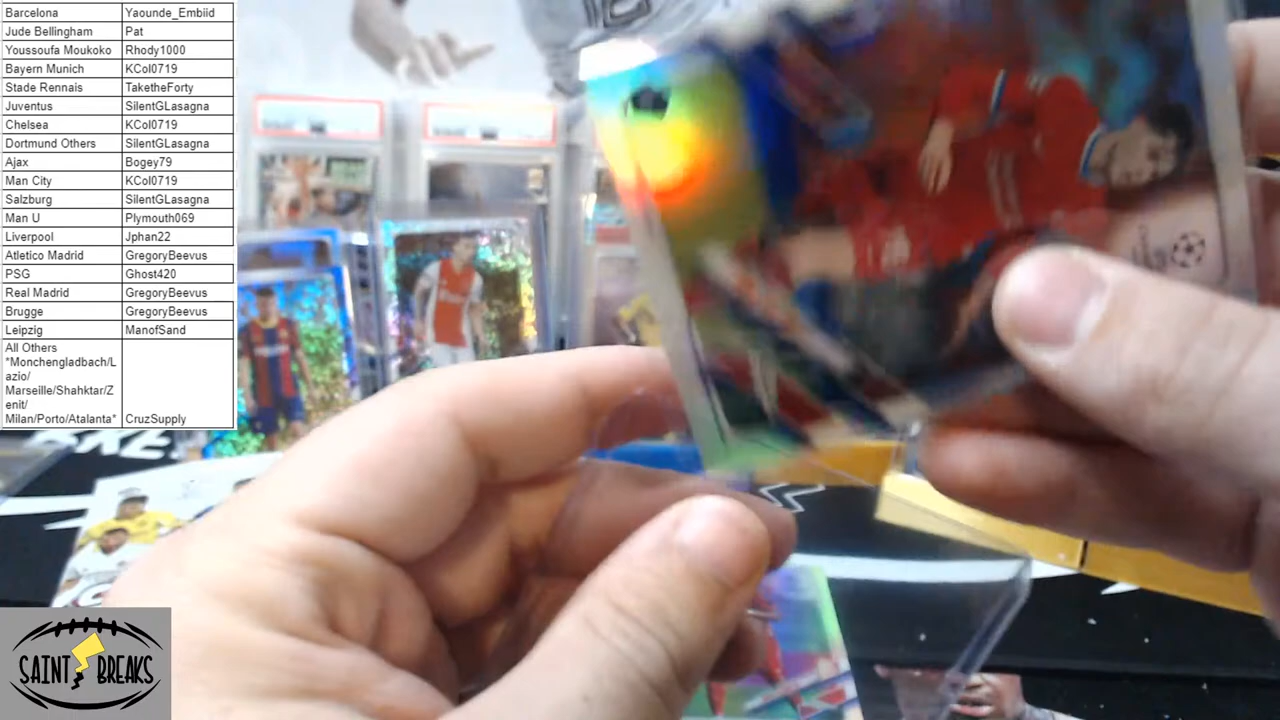 Barcelona Yaounde_Embiid
Jude Bellingham Pat
Youssoufa Moukoko Rhody1000
Bayern Munich KCol0719
Stade Rennais TaketheForty
Juventus SilentGLasagna
Chelsea KCol0719
Dortmund Others SilentGLasagna
Ajax Bogey79
Man City KCol0719
Salzburg SilentGLasagna
Man U Plymouth069
Liverpool Jphan22
Atletico Madrid GregoryBeevus
PSG Ghost420
Real Madrid GregoryBeevus
Brugge GregoryBeevus
Leipzig ManofSand
All Others
*Monchengladbach/L
azio/
Marseille/Shahktar/Z
enit/
Milan/Porto/Atalanta* CruzSupply
SAINT BREAKS